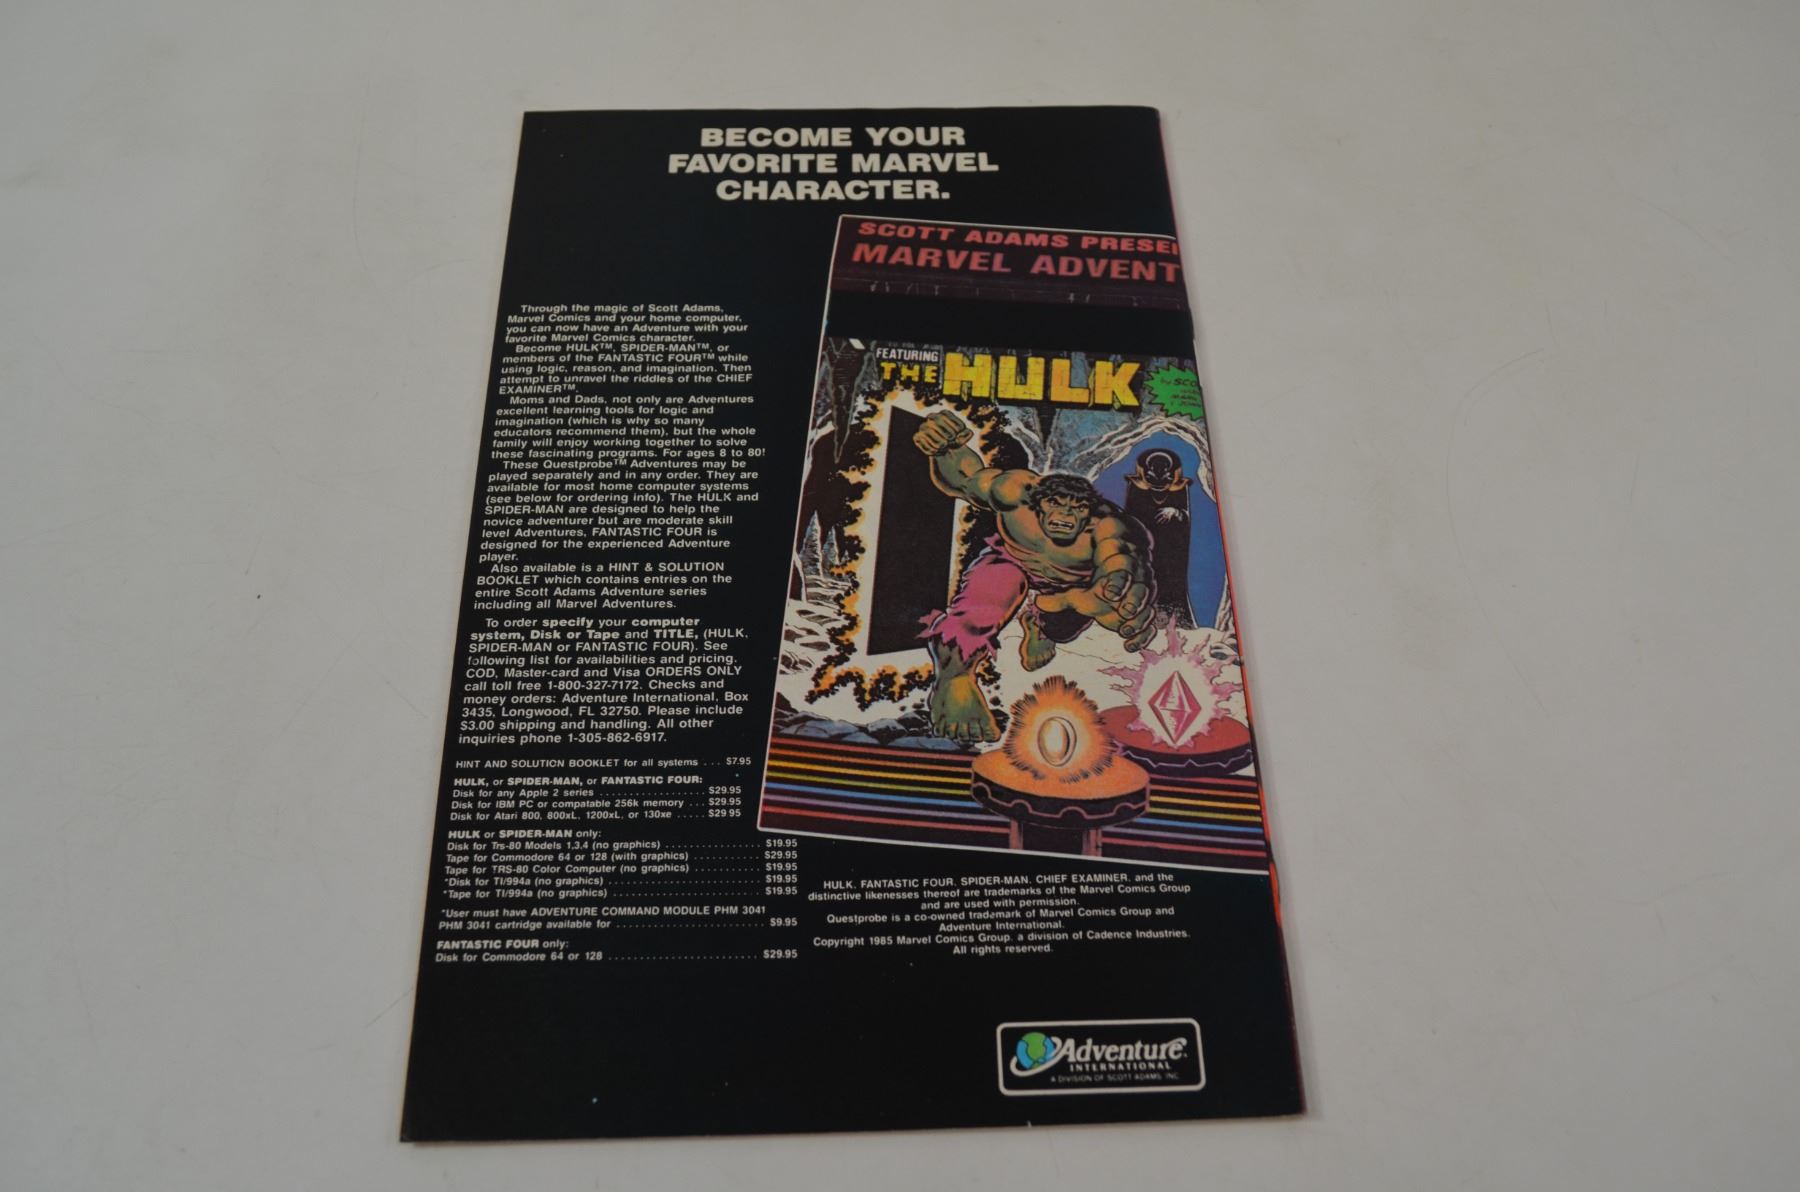 BECOME YOUR
FAVORITE MARVEL
CHARACTER.
Through the magic of Scott Adams,
Marvel Comics and your home computer,
you can now have an Adventure with your
favorite Marvel Comics character.
Become HULK™, SPIDER-MAN™, or
members of the FANTASTIC FOUR™ while
using logic, reason, and imagination. Then
attempt to unravel the riddles of the CHIEF
EXAMINER™.
Moms and Dads, not only are Adventures
excellent learning tools for logic and
imagination (which is why so many
educators recommend them), but the whole
family will enjoy working together to solve
these fascinating programs. For ages 8 to 80!
These Questprobe™ Adventures may be
played separately and in any order. They are
available for most home computer systems
(see below for ordering info). The HULK and
SPIDER-MAN are designed to help the
novice adventurer but are moderate skill
level Adventures, FANTASTIC FOUR is
designed for the experienced Adventure
player.
Also available is a HINT & SOLUTION
BOOKLET which contains entries on the
entire Scott Adams Adventure series
including all Marvel Adventures.
To order specify your computer
system, Disk or Tape and TITLE, (HULK,
SPIDER-MAN or FANTASTIC FOUR). See
following list for availabilities and pricing.
COD, Master-card and Visa ORDERS ONLY
call toll free 1-800-327-7172. Checks and
money orders: Adventure International, Box
3435, Longwood, FL 32750. Please include
$3.00 shipping and handling. All other
inquiries phone 1-305-862-6917.
HINT AND SOLUTION BOOKLET for all systems ... $7.95
HULK, or SPIDER-MAN, or FANTASTIC FOUR:
Disk for any Apple 2 series .................. $29.95
Disk for IBM PC or compatable 256k memory ... $29.95
Disk for Atari 800, 800xL, 1200xL, or 130xe ..... $29.95
HULK or SPIDER-MAN only:
Disk for Trs-80 Models 1,3,4 (no graphics) ................ $19.95
Tape for Commodore 64 or 128 (with graphics) ........... $29.95
Tape for TRS-80 Color Computer (no graphics) ........... $19.95
*Disk for TI/994a (no graphics) ......................... $19.95
*Tape for TI/994a (no graphics) ......................... $19.95
*User must have ADVENTURE COMMAND MODULE PHM 3041
PHM 3041 cartridge available for ........................ $9.95
FANTASTIC FOUR only:
Disk for Commodore 64 or 128 ........................ $29.95
SCOTT ADAMS PRESE
MARVEL ADVENT
FEATURING
THE HULK
by SCO
HULK, FANTASTIC FOUR, SPIDER-MAN, CHIEF EXAMINER, and the
distinctive likenesses thereof are trademarks of the Marvel Comics Group
and are used with permission.
Questprobe is a co-owned trademark of Marvel Comics Group and
Adventure International.
Copyright 1985 Marvel Comics Group, a division of Cadence Industries.
All rights reserved.
Adventure
INTERNATIONAL
A DIVISION OF SCOTT ADAMS, INC.